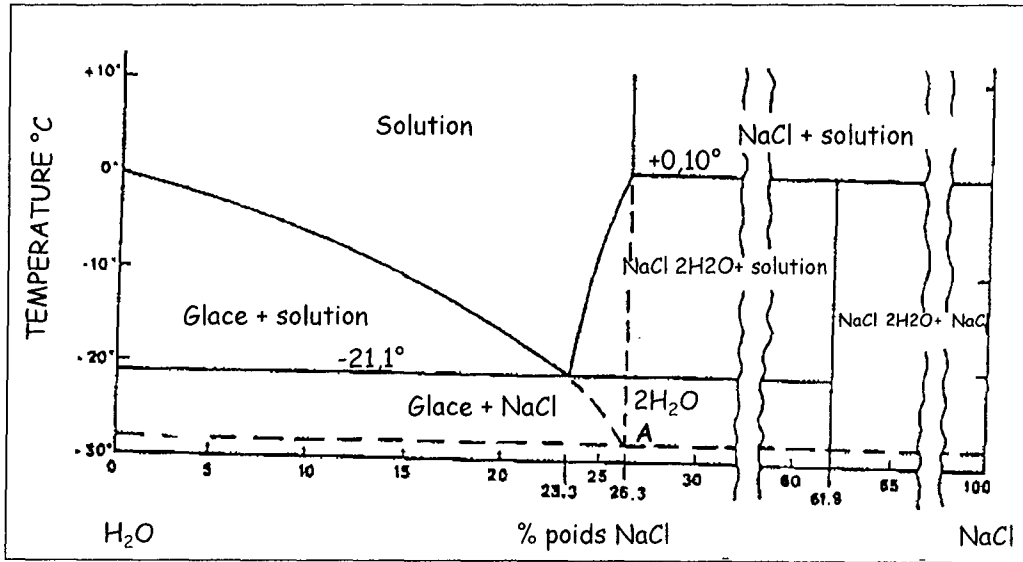 +10°
Solution
NaCl + solution
+0,10°
0°
TEMPERATURE °C
-10°
NaCl 2H2O+ solution
Glace + solution
NaCl 2H2O+ NaC
-20°
-21,1°
Glace + NaCl
2H₂O
A
-30°
0
5
10
15
20
23.3
25
26.3
30
60
61.9
65
100
H₂O
% poids NaCl
NaCl